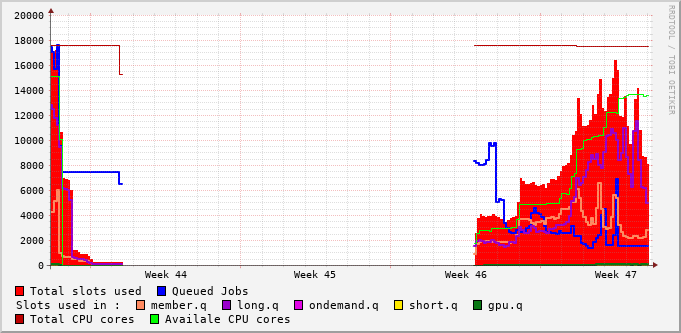 20000
18000
16000
14000
12000
10000
8000
6000
4000
2000
0
Week 44 Week 45 Week 46 Week 47
RRDTOOL / TOBI OETIKER
Total slots used Queued Jobs
Slots used in : member.q long.q ondemand.q short.q gpu.q
Total CPU cores Availale CPU cores